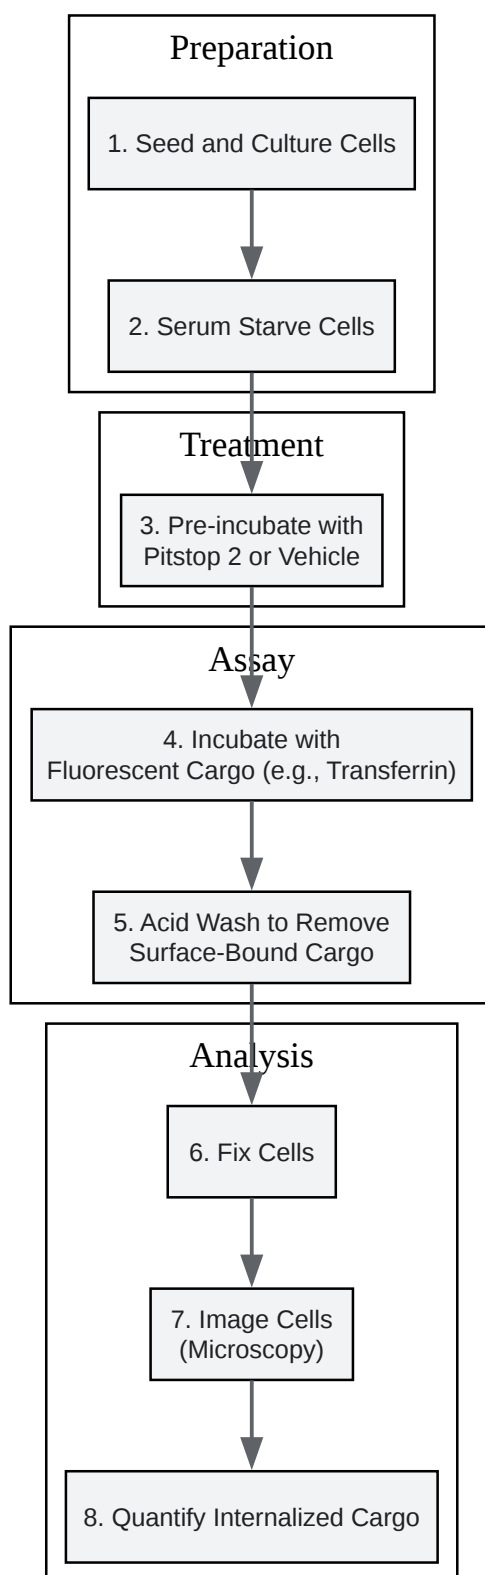 Preparation
1. Seed and Culture Cells
2. Serum Starve Cells
Treatment
3. Pre-incubate with
Pitstop 2 or Vehicle
Assay
4. Incubate with
Fluorescent Cargo (e.g., Transferrin)
5. Acid Wash to Remove
Surface-Bound Cargo
Analysis
6. Fix Cells
7. Image Cells
(Microscopy)
8. Quantify Internalized Cargo